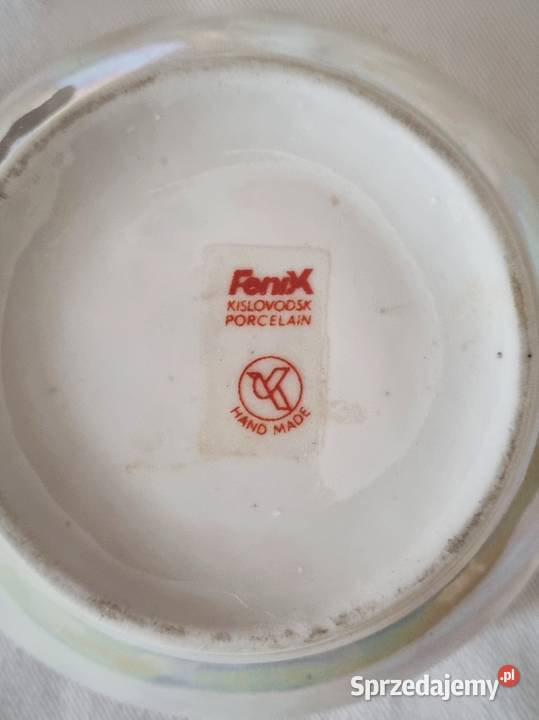 FeniX
KISLOVODSK
PORCELAIN
HAND MADE
Sprzedajemy.pl